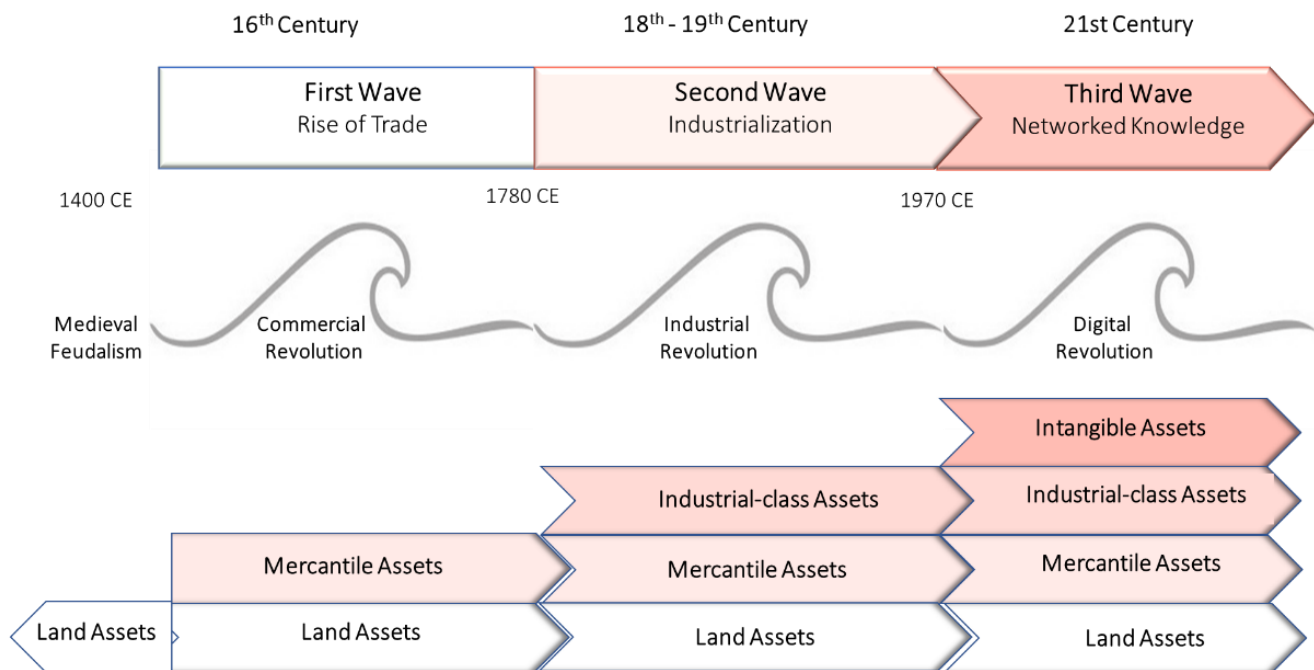 16th Century
18th - 19th Century
21st Century
First Wave
Rise of Trade
Second Wave
Industrialization
Third Wave
Networked Knowledge
1400 CE
1780 CE
1970 CE
Medieval
Feudalism
Commercial
Revolution
Industrial
Revolution
Digital
Revolution
Intangible Assets
Industrial-class Assets
Industrial-class Assets
Mercantile Assets
Mercantile Assets
Mercantile Assets
Land Assets
Land Assets
Land Assets
Land Assets